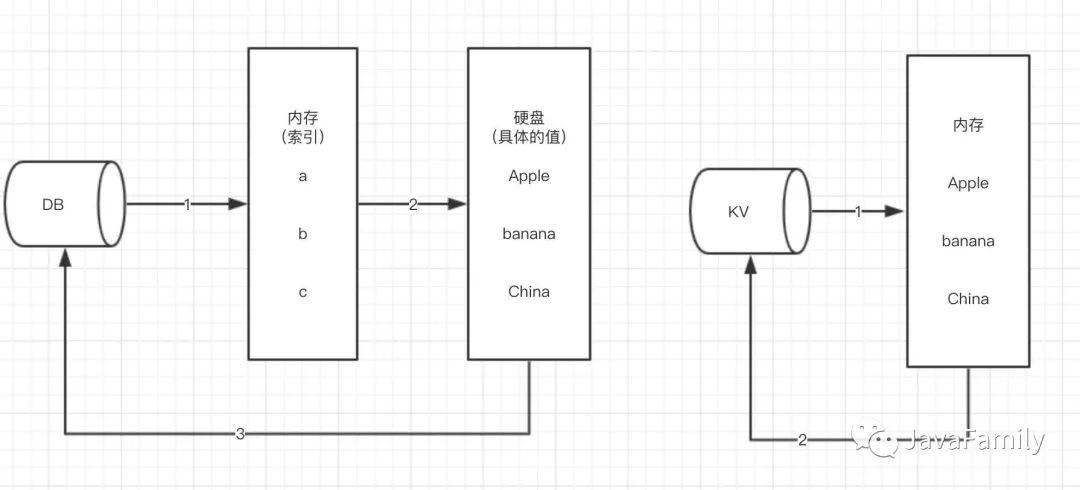 DB
1
内存
（索引）
a
b
c
2
硬盘
（具体的值）
Apple
banana
China
3
KV
1
内存
Apple
banana
China
2
JavaFamily